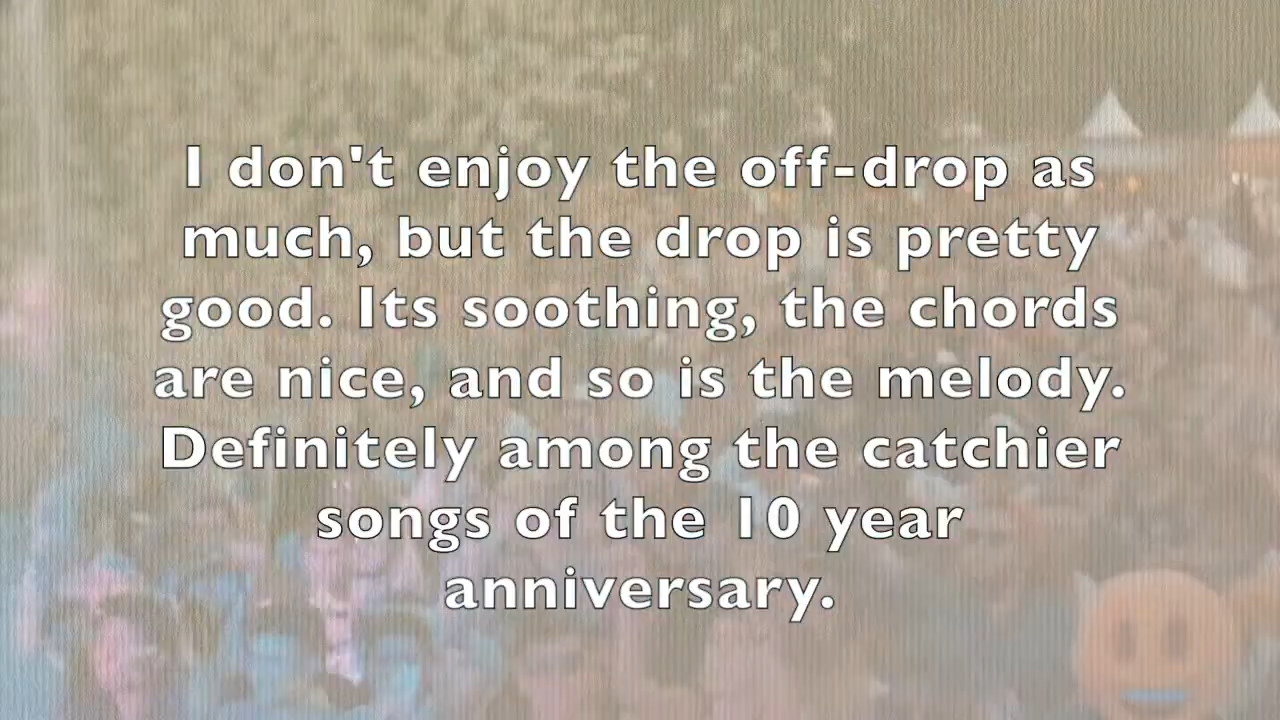 I don't enjoy the off-drop as
much, but the drop is pretty
good. Its soothing, the chords
are nice, and so is the melody.
Definitely among the catchier
songs of the 10 year
anniversary.